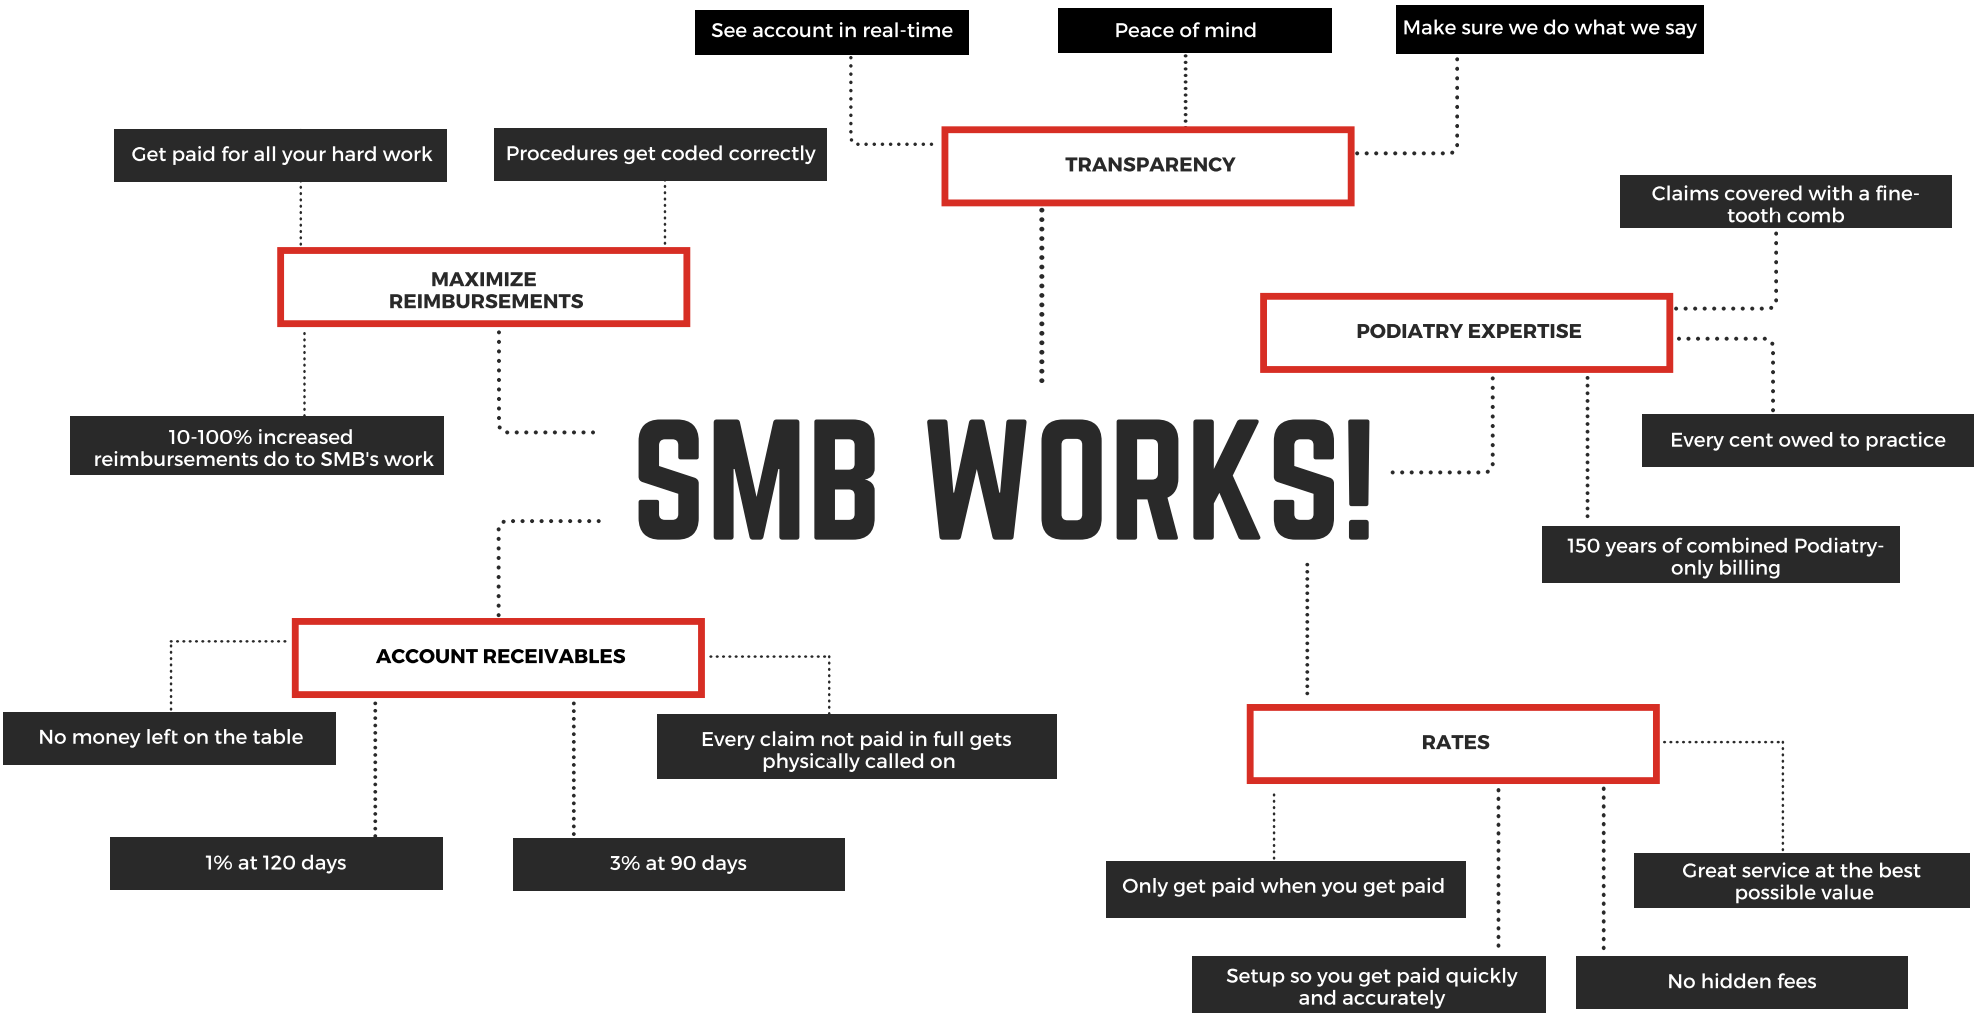 See account in real-time
Peace of mind
Make sure we do what we say
Get paid for all your hard work
Procedures get coded correctly
TRANSPARENCY
Claims covered with a fine-
tooth comb
MAXIMIZE
REIMBURSEMENTS
PODIATRY EXPERTISE
10-100% increased
reimbursements do to SMB's work
Every cent owed to practice
SMB WORKS!
150 years of combined Podiatry-
only billing
ACCOUNT RECEIVABLES
No money left on the table
Every claim not paid in full gets
physically called on
RATES
1% at 120 days
3% at 90 days
Only get paid when you get paid
Great service at the best
possible value
Setup so you get paid quickly
and accurately
No hidden fees